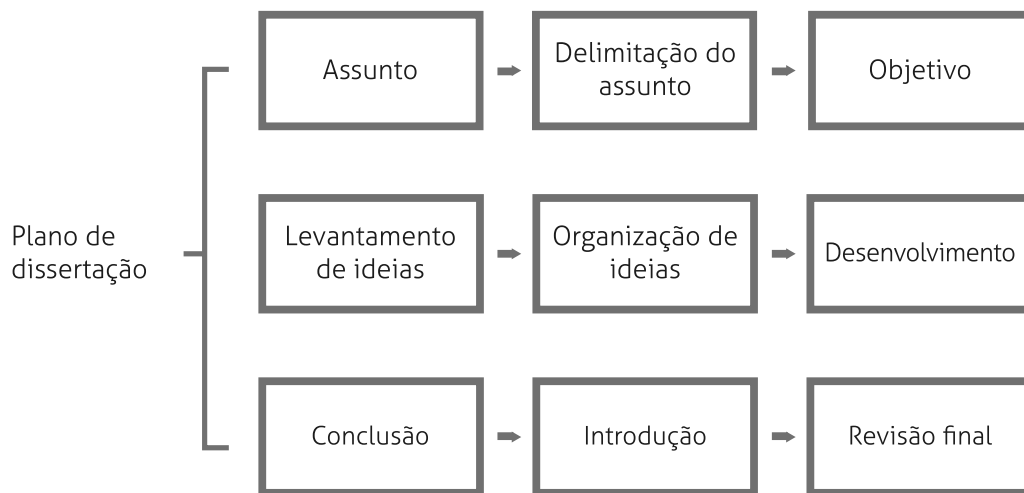 Plano de
dissertação
Assunto
Delimitação do
assunto
Objetivo
Levantamento
de ideias
Organização de
ideias
Desenvolvimento
Conclusão
Introdução
Revisão final